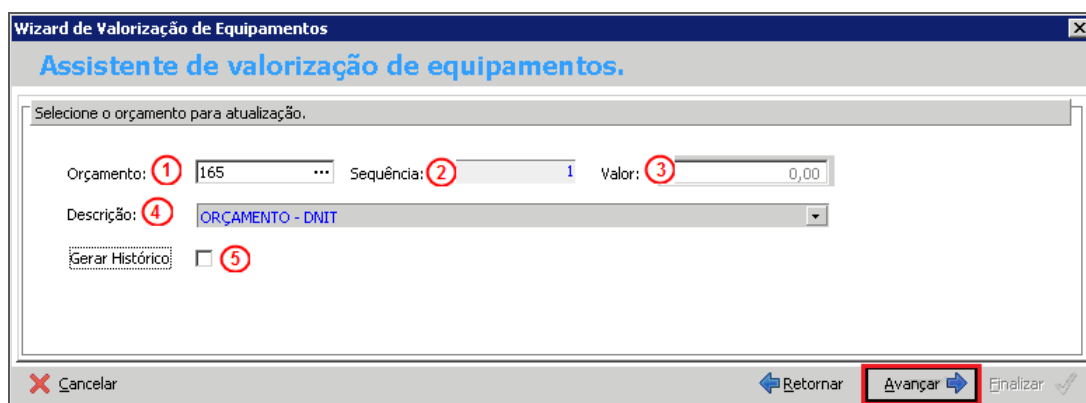 Wizard de Valorização de Equipamentos
Assistente de valorização de equipamentos.
Selecione o orçamento para atualização.
Orçamento: 1 165 ... Sequência: 2 1 Valor: 3 0,00
Descrição: 4 ORÇAMENTO - DNIT
Gerar Histórico 5
Cancelar Retornar Avançar Finalizar